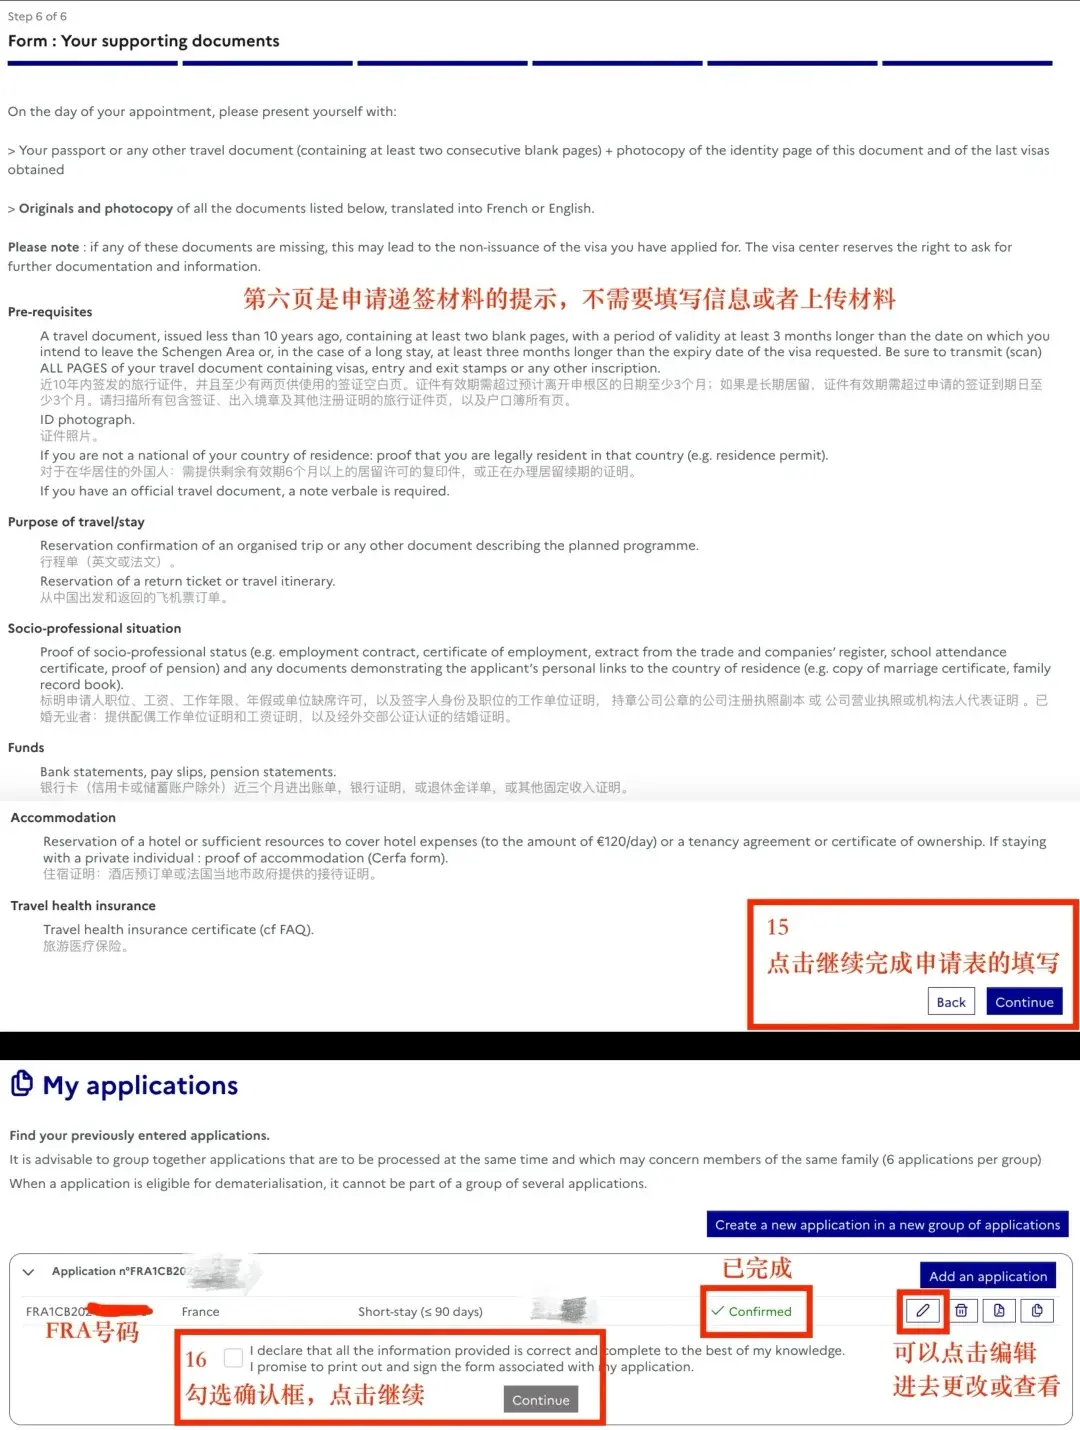 Step 6 of 6
Form : Your supporting documents
On the day of your appointment, please present yourself with:
> Your passport or any other travel document (containing at least two consecutive blank pages) + photocopy of the identity page of this document and of the last visas
obtained
> Originals and photocopy of all the documents listed below, translated into French or English.
Please note : if any of these documents are missing, this may lead to the non-issuance of the visa you have applied for. The visa center reserves the right to ask for
further documentation and information.
第六页是申请递签材料的提示，不需要填写信息或者上传材料
Pre-requisites
A travel document, issued less than 10 years ago, containing at least two blank pages, with a period of validity at least 3 months longer than the date on which you
intend to leave the Schengen Area or, in the case of a long stay, at least three months longer than the expiry date of the visa requested. Be sure to transmit (scan)
ALL PAGES of your travel document containing visas, entry and exit stamps or any other inscription.
近10年内签发的旅行证件，并且至少有两页供使用的签证空白页。证件有效期需超过预计离开申根区的日期至少3个月；如果是长期居留，证件有效期需超过申请的签证到期日至
少3个月。请扫描所有包含签证、出入境章及其他注册证明的旅行证件页，以及户口簿所有页。
ID photograph.
证件照片。
If you are not a national of your country of residence: proof that you are legally resident in that country (e.g. residence permit).
对于在华居住的外国人：需提供剩余有效期6个月以上的居留许可的复印件，或正在办理居留续期的证明。
If you have an official travel document, a note verbale is required.
Purpose of travel/stay
Reservation confirmation of an organised trip or any other document describing the planned programme.
行程单（英文或法文）。
Reservation of a return ticket or travel itinerary.
从中国出发和返回的飞机票订单。
Socio-professional situation
Proof of socio-professional status (e.g. employment contract, certificate of employment, extract from the trade and companies' register, school attendance
certificate, proof of pension) and any documents demonstrating the applicant's personal links to the country of residence (e.g. copy of marriage certificate, family
record book).
标明申请人职位、工资、工作年限、年假或单位缺席许可，以及签字人身份及职位的工作单位证明， 持章公司公章的公司注册执照副本 或 公司营业执照或机构法人代表证明 。已
婚无业者：提供配偶工作单位证明和工资证明，以及经外交部公证认证的结婚证明。
Funds
Bank statements, pay slips, pension statements.
银行卡（信用卡或储蓄账户除外）近三个月进出账单，银行证明，或退休金详单，或其他固定收入证明。
Accommodation
Reservation of a hotel or sufficient resources to cover hotel expenses (to the amount of €120/day) or a tenancy agreement or certificate of ownership. If staying
with a private individual : proof of accommodation (Cerfa form).
住宿证明：酒店预订单或法国当地市政府提供的接待证明。
Travel health insurance
Travel health insurance certificate (cf FAQ).
旅游医疗保险。
15
点击继续完成申请表的填写
Back Continue
My applications
Find your previously entered applications.
It is advisable to group together applications that are to be processed at the same time and which may concern members of the same family (6 applications per group)
When a application is eligible for dematerialisation, it cannot be part of a group of several applications.
Create a new application in a new group of applications
Application n°FRA1CB202
已完成
Add an application
FRA1CB202 France Short-stay (≤ 90 days) Confirmed
FRA号码
16
I declare that all the information provided is correct and complete to the best of my knowledge.
I promise to print out and sign the form associated with my application.
勾选确认框，点击继续
Continue
可以点击编辑
进去更改或查看